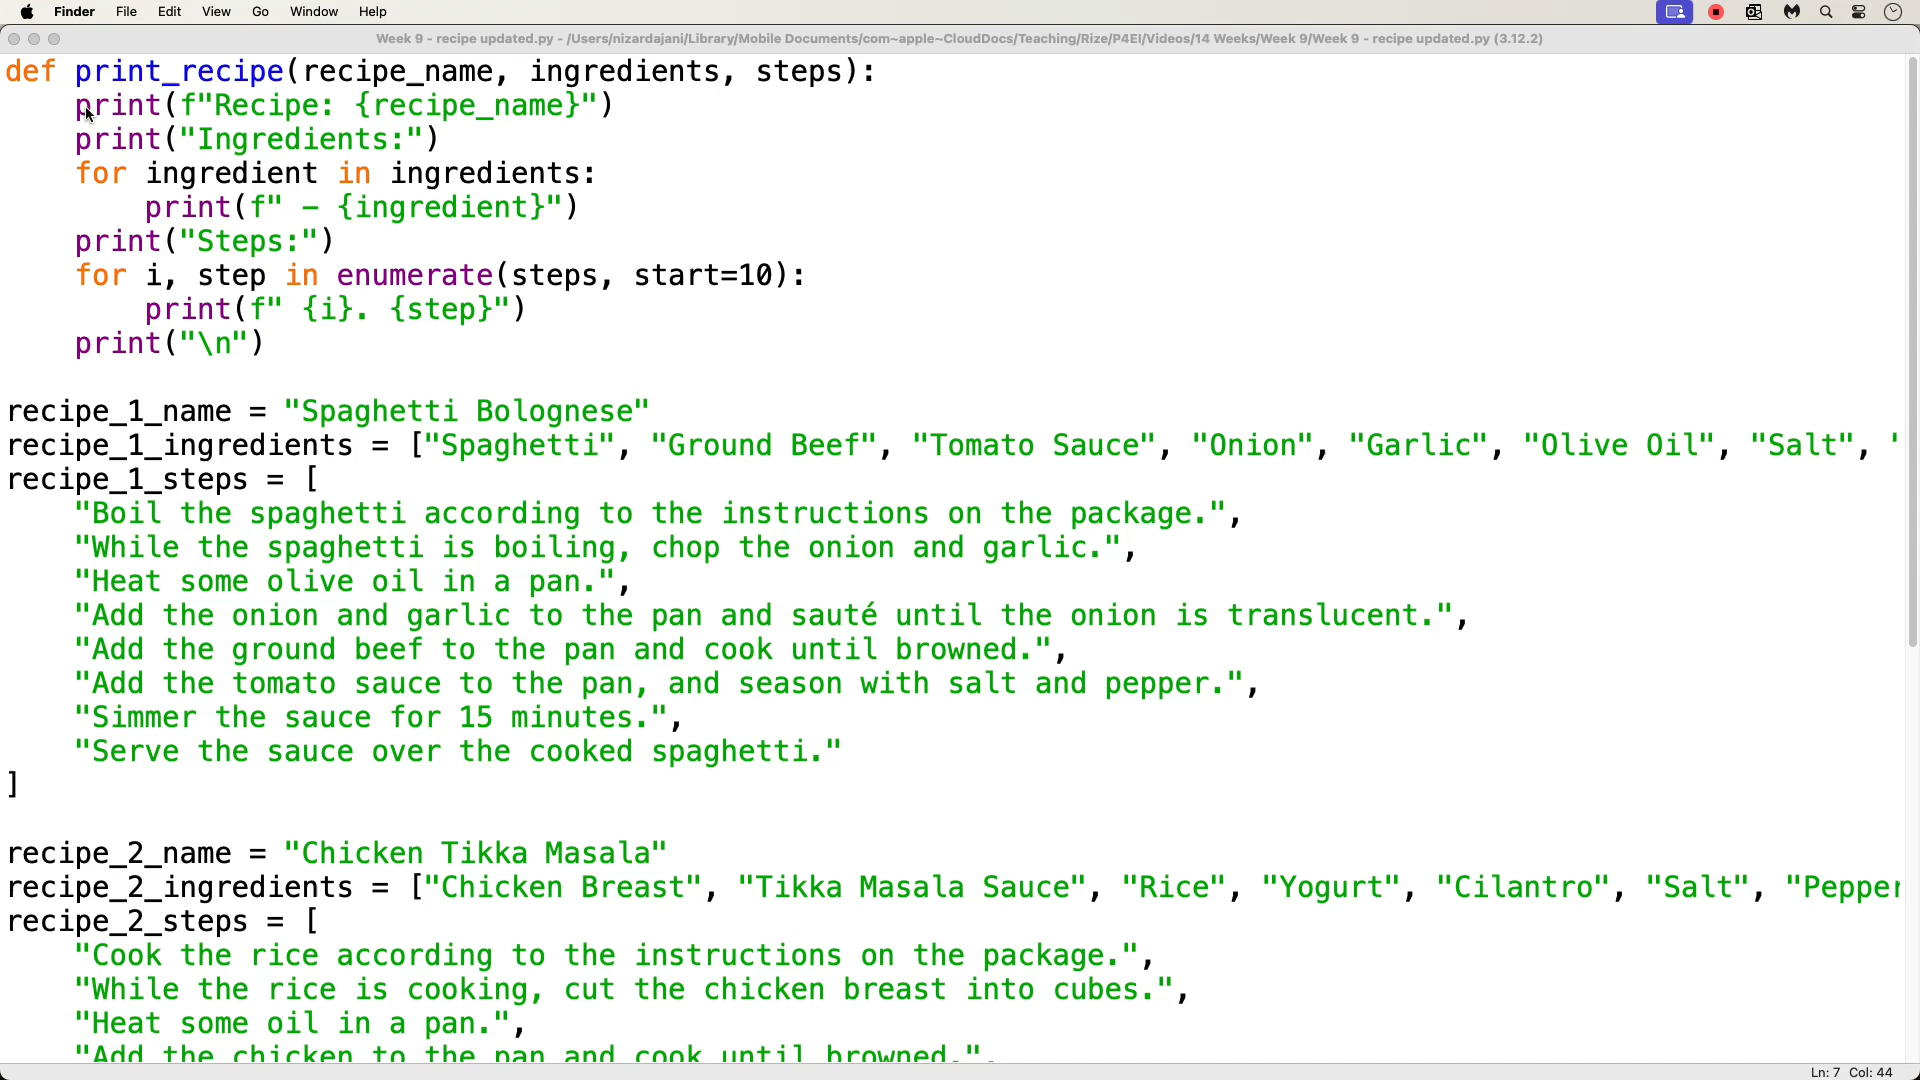 Finder File Edit View Go Window Help
Week 9 - recipe updated.py - /Users/nizardajani/Library/Mobile Documents/com~apple~CloudDocs/Teaching/Rize/P4EI/Videos/14 Weeks/Week 9/Week 9 - recipe updated.py (3.12.2)
def print_recipe(recipe_name, ingredients, steps):
    print(f"Recipe: {recipe_name}")
    print("Ingredients:")
    for ingredient in ingredients:
        print(f" - {ingredient}")
    print("Steps:")
    for i, step in enumerate(steps, start=10):
        print(f" {i}. {step}")
    print("\n")
recipe_1_name = "Spaghetti Bolognese"
recipe_1_ingredients = ["Spaghetti", "Ground Beef", "Tomato Sauce", "Onion", "Garlic", "Olive Oil", "Salt", "
recipe_1_steps = [
    "Boil the spaghetti according to the instructions on the package.",
    "While the spaghetti is boiling, chop the onion and garlic.",
    "Heat some olive oil in a pan.",
    "Add the onion and garlic to the pan and sauté until the onion is translucent.",
    "Add the ground beef to the pan and cook until browned.",
    "Add the tomato sauce to the pan, and season with salt and pepper.",
    "Simmer the sauce for 15 minutes.",
    "Serve the sauce over the cooked spaghetti."
]
recipe_2_name = "Chicken Tikka Masala"
recipe_2_ingredients = ["Chicken Breast", "Tikka Masala Sauce", "Rice", "Yogurt", "Cilantro", "Salt", "Pepper
recipe_2_steps = [
    "Cook the rice according to the instructions on the package.",
    "While the rice is cooking, cut the chicken breast into cubes.",
    "Heat some oil in a pan.",
    "Add the chicken to the pan and cook until browned.",
Ln: 7 Col: 44